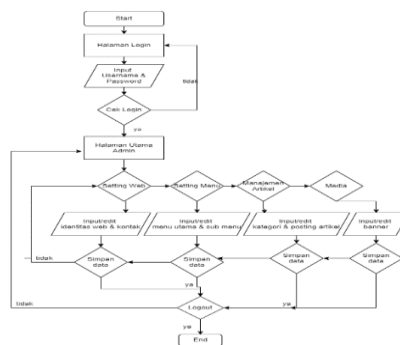 Start
Halaman Login
Input
Username &
Password
tidak
Cek Login
ya
Halaman Utama
Admin
Setting Web
Setting Menu
Manajemen
Artikel
Media
Input/edit
identitas web & kontak
Input/edit
menu utama & sub menu
Input/edit
kategori & posting artikel
Input/edit
banner
Simpan
data
Simpan
data
Simpan
data
Simpan
data
tidak
ya
tidak
Logout
ya
ya
End